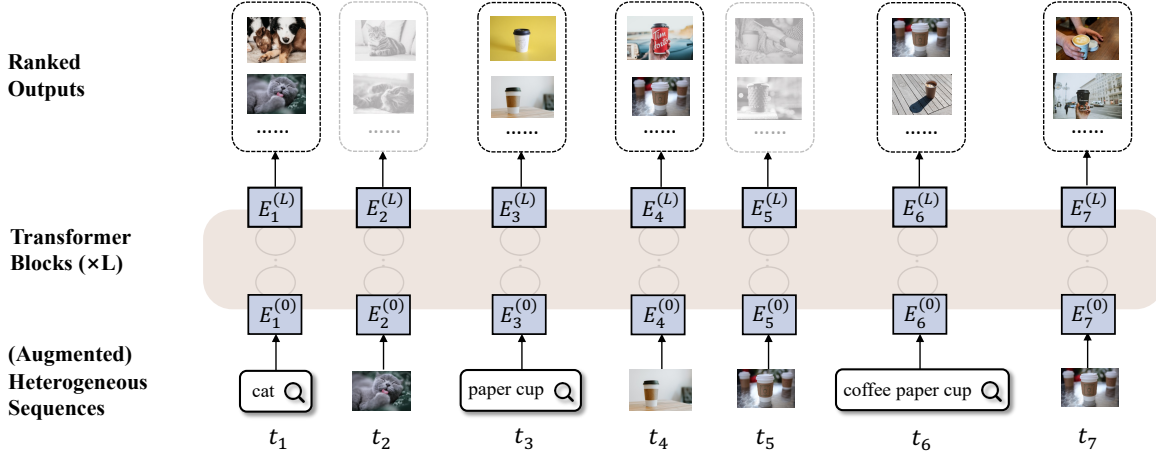 Ranked
Outputs
...... ...... ...... ...... ...... ...... ......
Tim
E_1^{(L)} E_2^{(L)} E_3^{(L)} E_4^{(L)} E_5^{(L)} E_6^{(L)} E_7^{(L)}
Transformer
Blocks (×L)
E_1^{(0)} E_2^{(0)} E_3^{(0)} E_4^{(0)} E_5^{(0)} E_6^{(0)} E_7^{(0)}
(Augmented)
Heterogeneous
Sequences
cat
paper cup
coffee paper cup
t_1 t_2 t_3 t_4 t_5 t_6 t_7